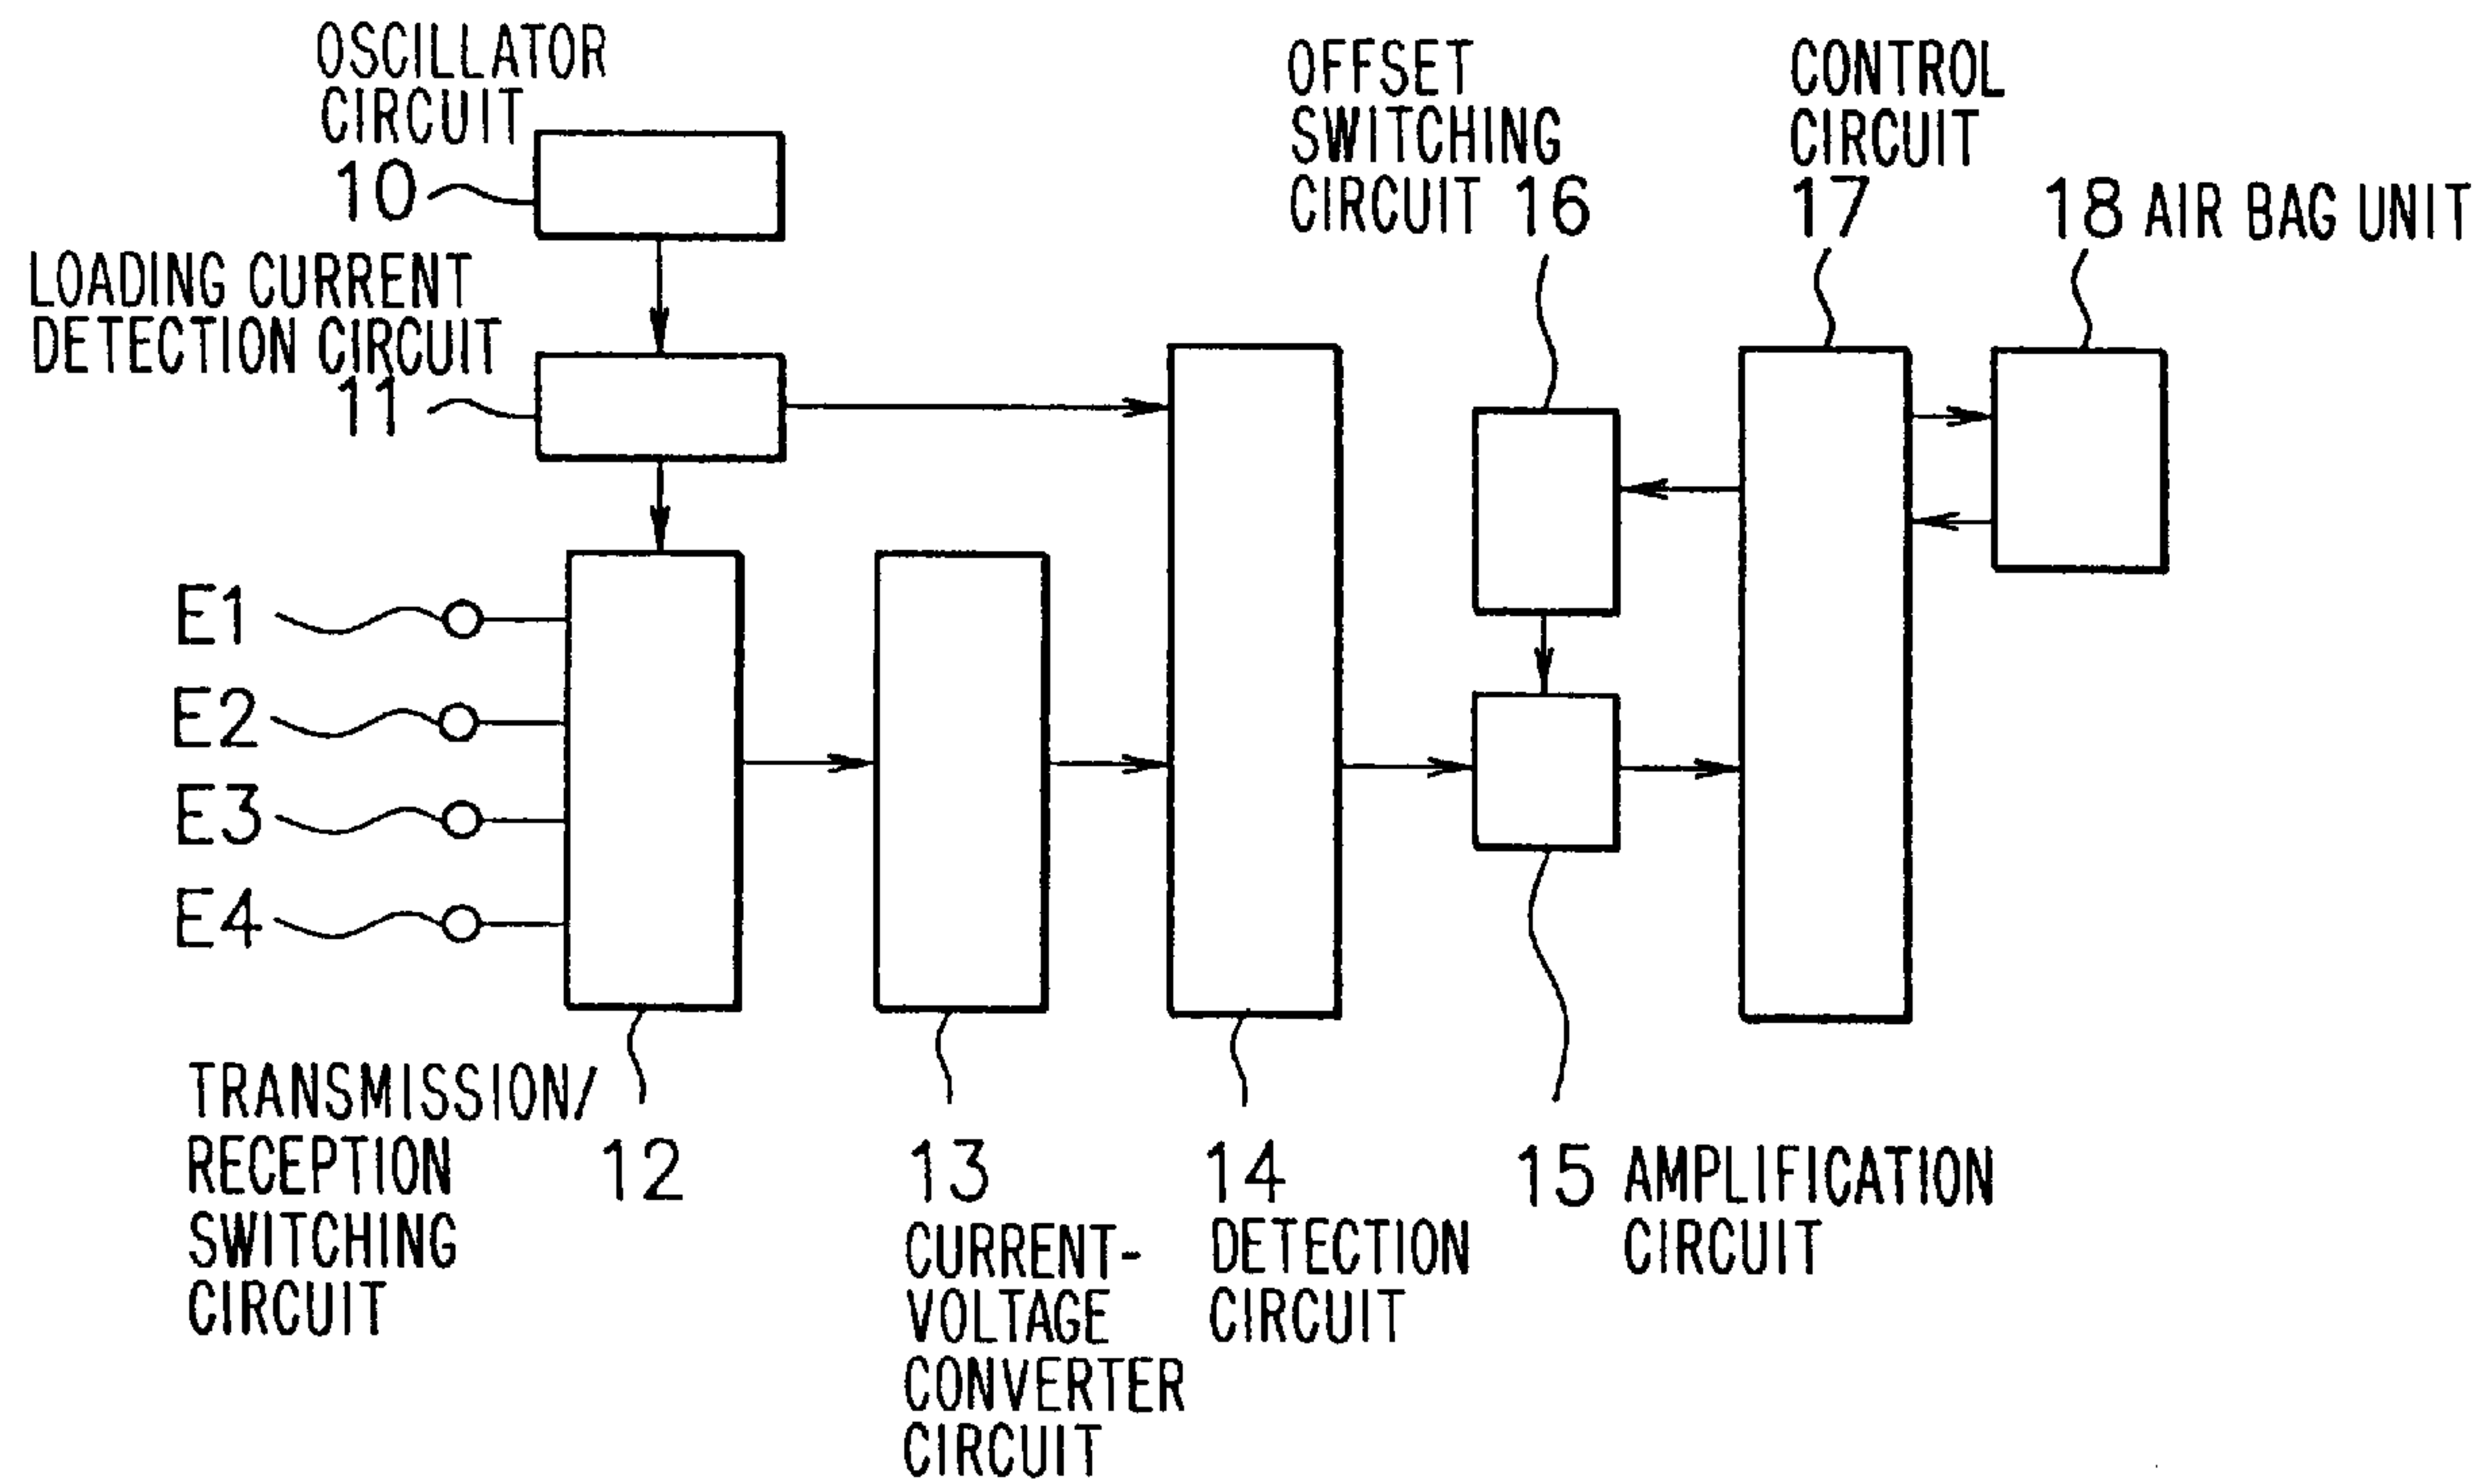 OSCILLATOR
CIRCUIT
10
LOADING CURRENT
DETECTION CIRCUIT
11
OFFSET
SWITCHING
CIRCUIT 16
CONTROL
CIRCUIT
17
18 AIR BAG UNIT
E1
E2
E3
E4
TRANSMISSION/
RECEPTION
SWITCHING
CIRCUIT
12
13
CURRENT-
VOLTAGE
CONVERTER
CIRCUIT
14
DETECTION
CIRCUIT
15 AMPLIFICATION
CIRCUIT